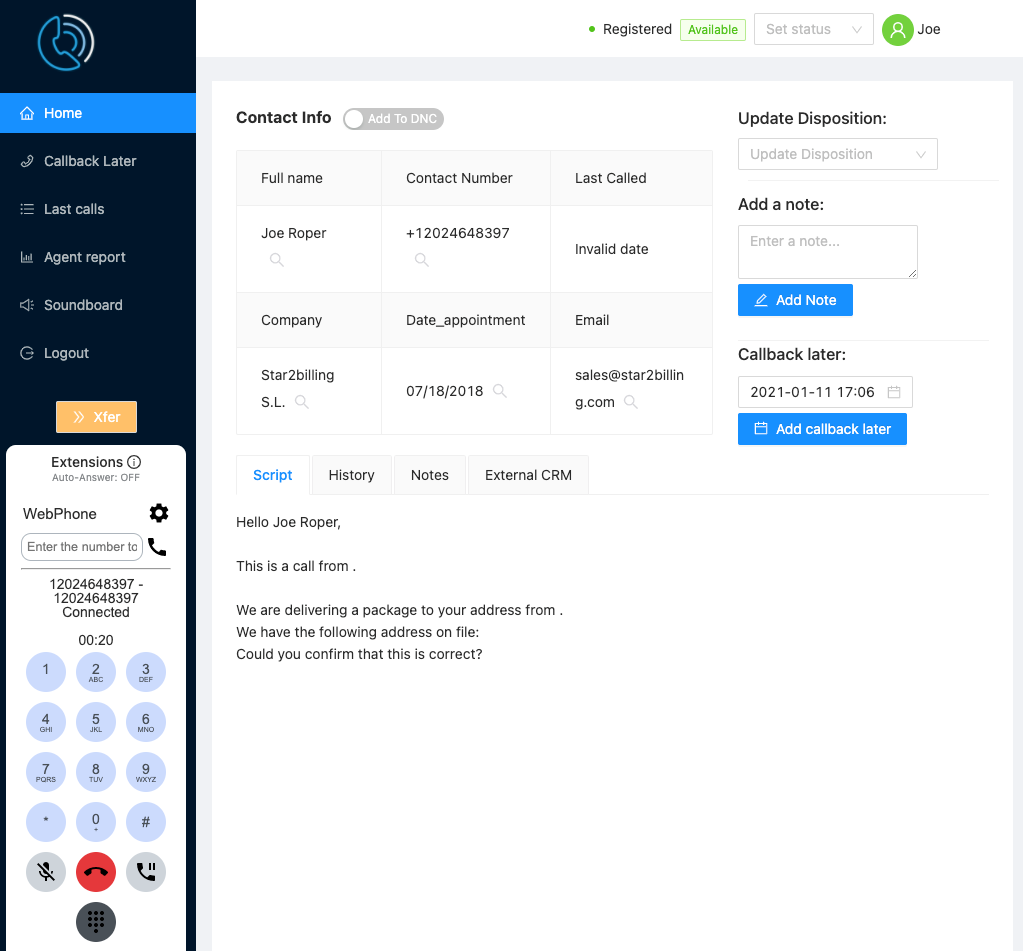 Registered
Available
Set status
Joe
Home
Callback Later
Last calls
Agent report
Soundboard
Logout
Xfer
Extensions
Auto-Answer: OFF
WebPhone
Enter the number to
12024648397 -
12024648397
Connected
00:20
1
2
ABC
3
DEF
4
GHI
5
JKL
6
MNO
7
PQRS
8
TUV
9
WXYZ
*
0
+
#
Contact Info
Add To DNC
Full name
Contact Number
Last Called
Joe Roper
+12024648397
Invalid date
Company
Date_appointment
Email
Star2billing
S.L.
07/18/2018
sales@star2billin
g.com
Update Disposition:
Update Disposition
Add a note:
Enter a note...
Add Note
Callback later:
2021-01-11 17:06
Add callback later
Script
History
Notes
External CRM
Hello Joe Roper,
This is a call from .
We are delivering a package to your address from .
We have the following address on file:
Could you confirm that this is correct?